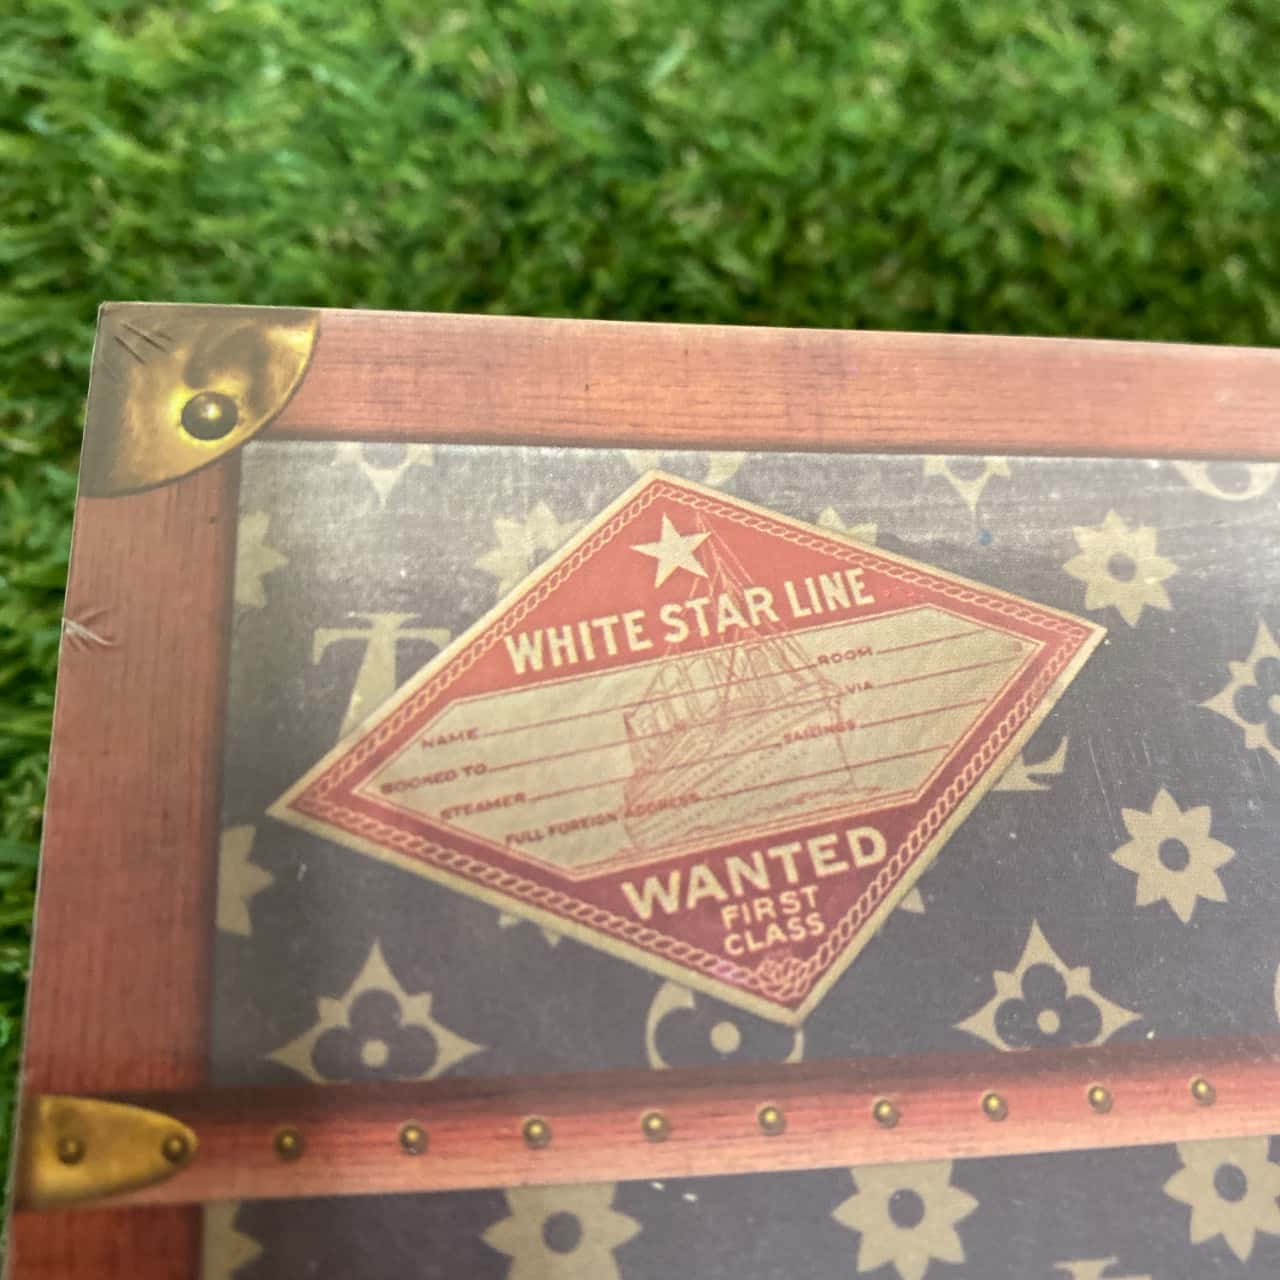 WHITE STAR LINE
NAME ROOM
BOOKED TO VIA
STEAMER SAILINGS
FULL FOREIGN ADDRESS
WANTED
FIRST
CLASS